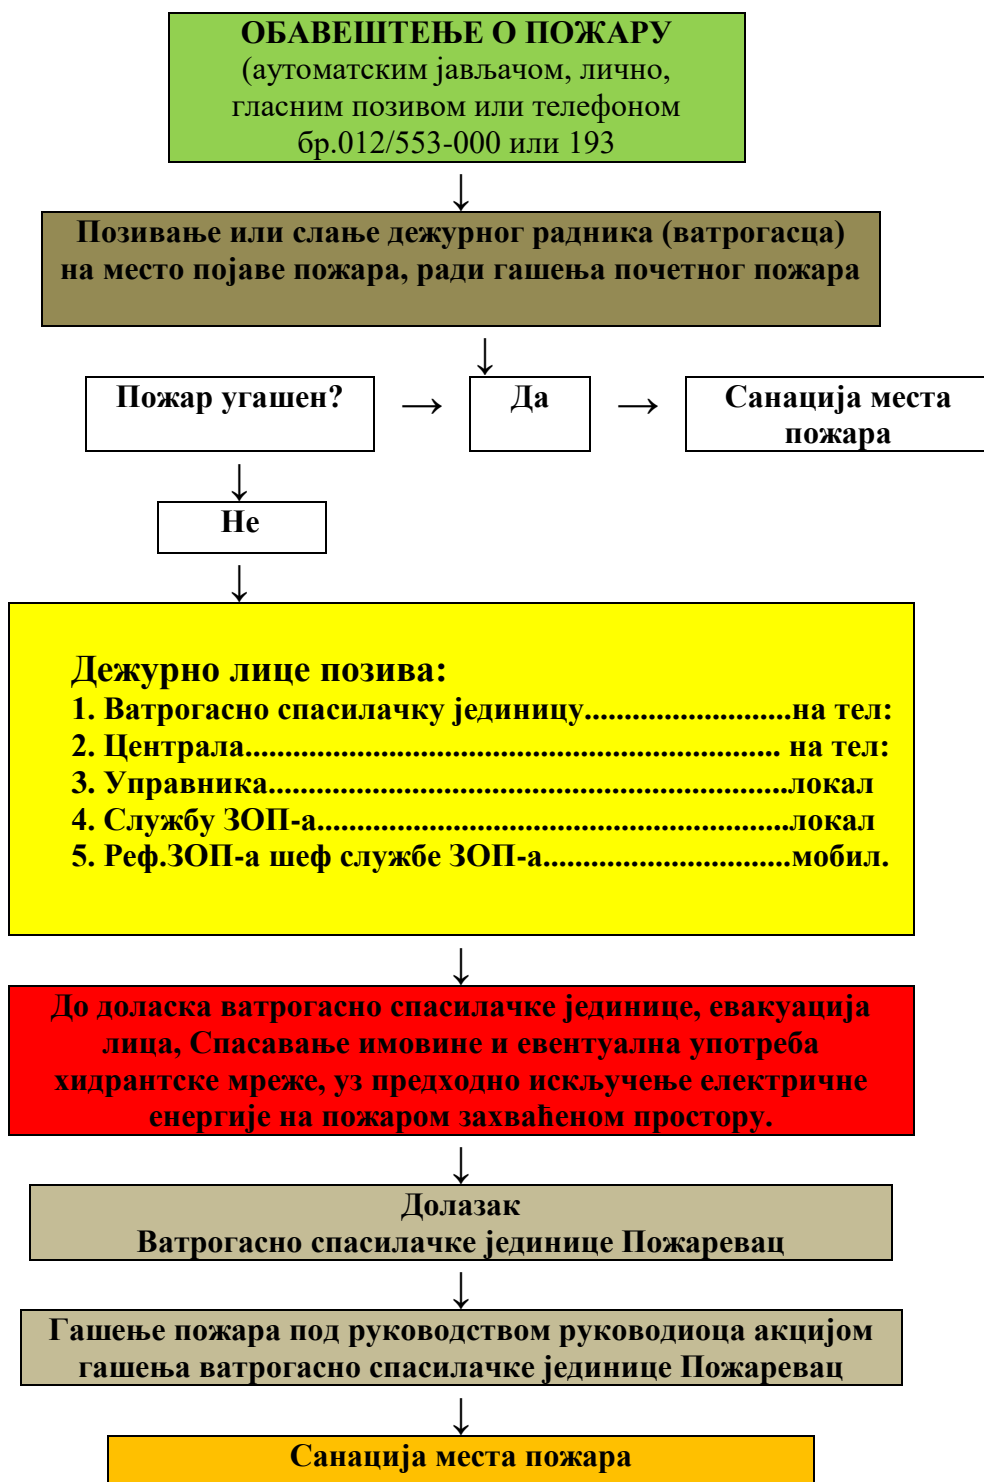 ОБАВЕШТЕЊЕ О ПОЖАРУ
(аутоматским јављачом, лично,
гласним позивом или телефоном
бр.012/553-000 или 193
↓
Позивање или слање дежурног радника (ватрогасца)
на место појаве пожара, ради гашења почетног пожара
↓
Пожар угашен? → Да → Санација места
пожара
↓
Не
↓
Дежурно лице позива:
1. Ватрогасно спасилачку јединицу..........................на тел:
2. Централа................................................................. на тел:
3. Управника...............................................................локал
4. Службу ЗОП-а.........................................................локал
5. Реф.ЗОП-а шеф службе ЗОП-а..............................мобил.
↓
До доласка ватрогасно спасилачке јединице, евакуација
лица, Спасавање имовине и евентуална употреба
хидрантске мреже, уз предходно искључење електричне
енергије на пожаром захваћеном простору.
↓
Долазак
Ватрогасно спасилачке јединице Пожаревац
↓
Гашење пожара под руководством руководиоца акцијом
гашења ватрогасно спасилачке јединице Пожаревац
↓
Санација места пожара